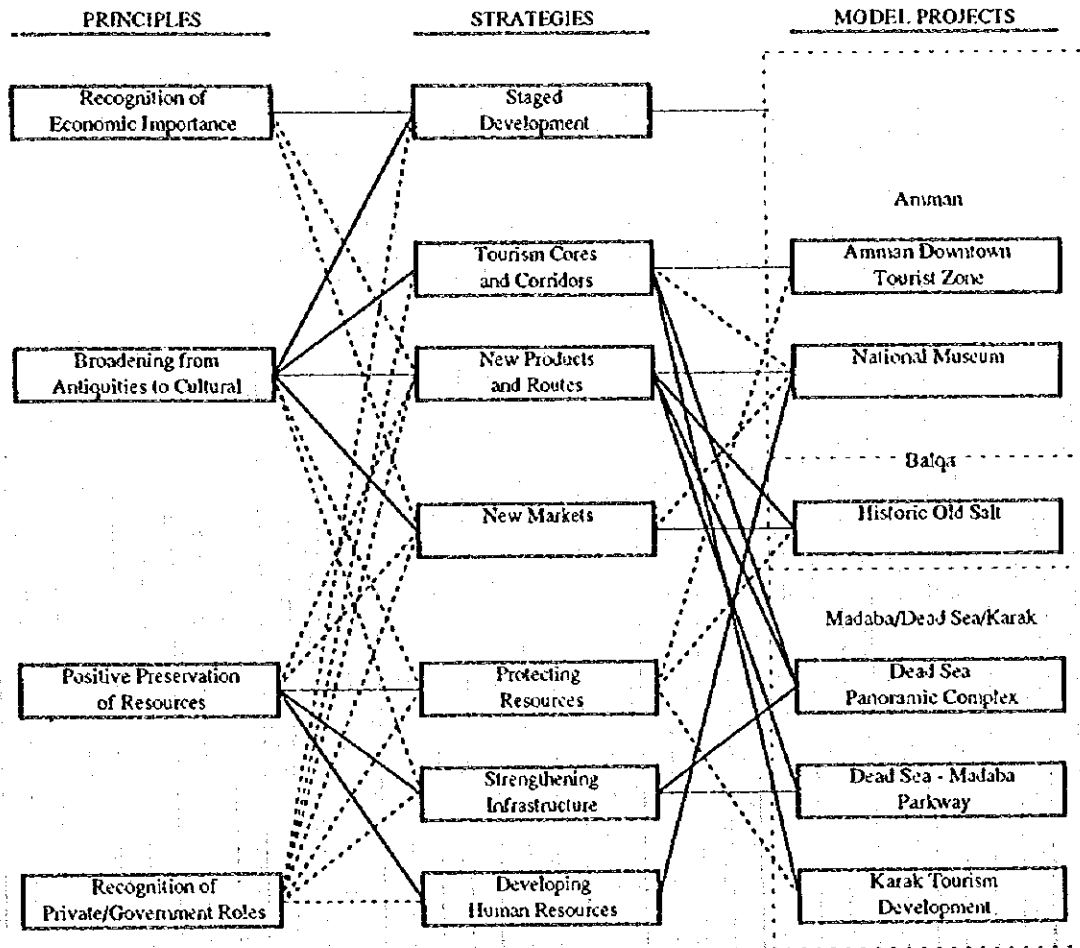 PRINCIPLES
STRATEGIES
MODEL PROJECTS
Recognition of
Economic Importance
Broadening from
Antiquities to Cultural
Positive Preservation
of Resources
Recognition of
Private/Government Roles
Staged
Development
Tourism Cores
and Corridors
New Products
and Routes
New Markets
Protecting
Resources
Strengthening
Infrastructure
Developing
Human Resources
Amman
Amman Downtown
Tourist Zone
National Museum
Balqa
Historic Old Salt
Madaba/Dead Sea/Karak
Dead Sea
Panoramic Complex
Dead Sea - Madaba
Parkway
Karak Tourism
Development